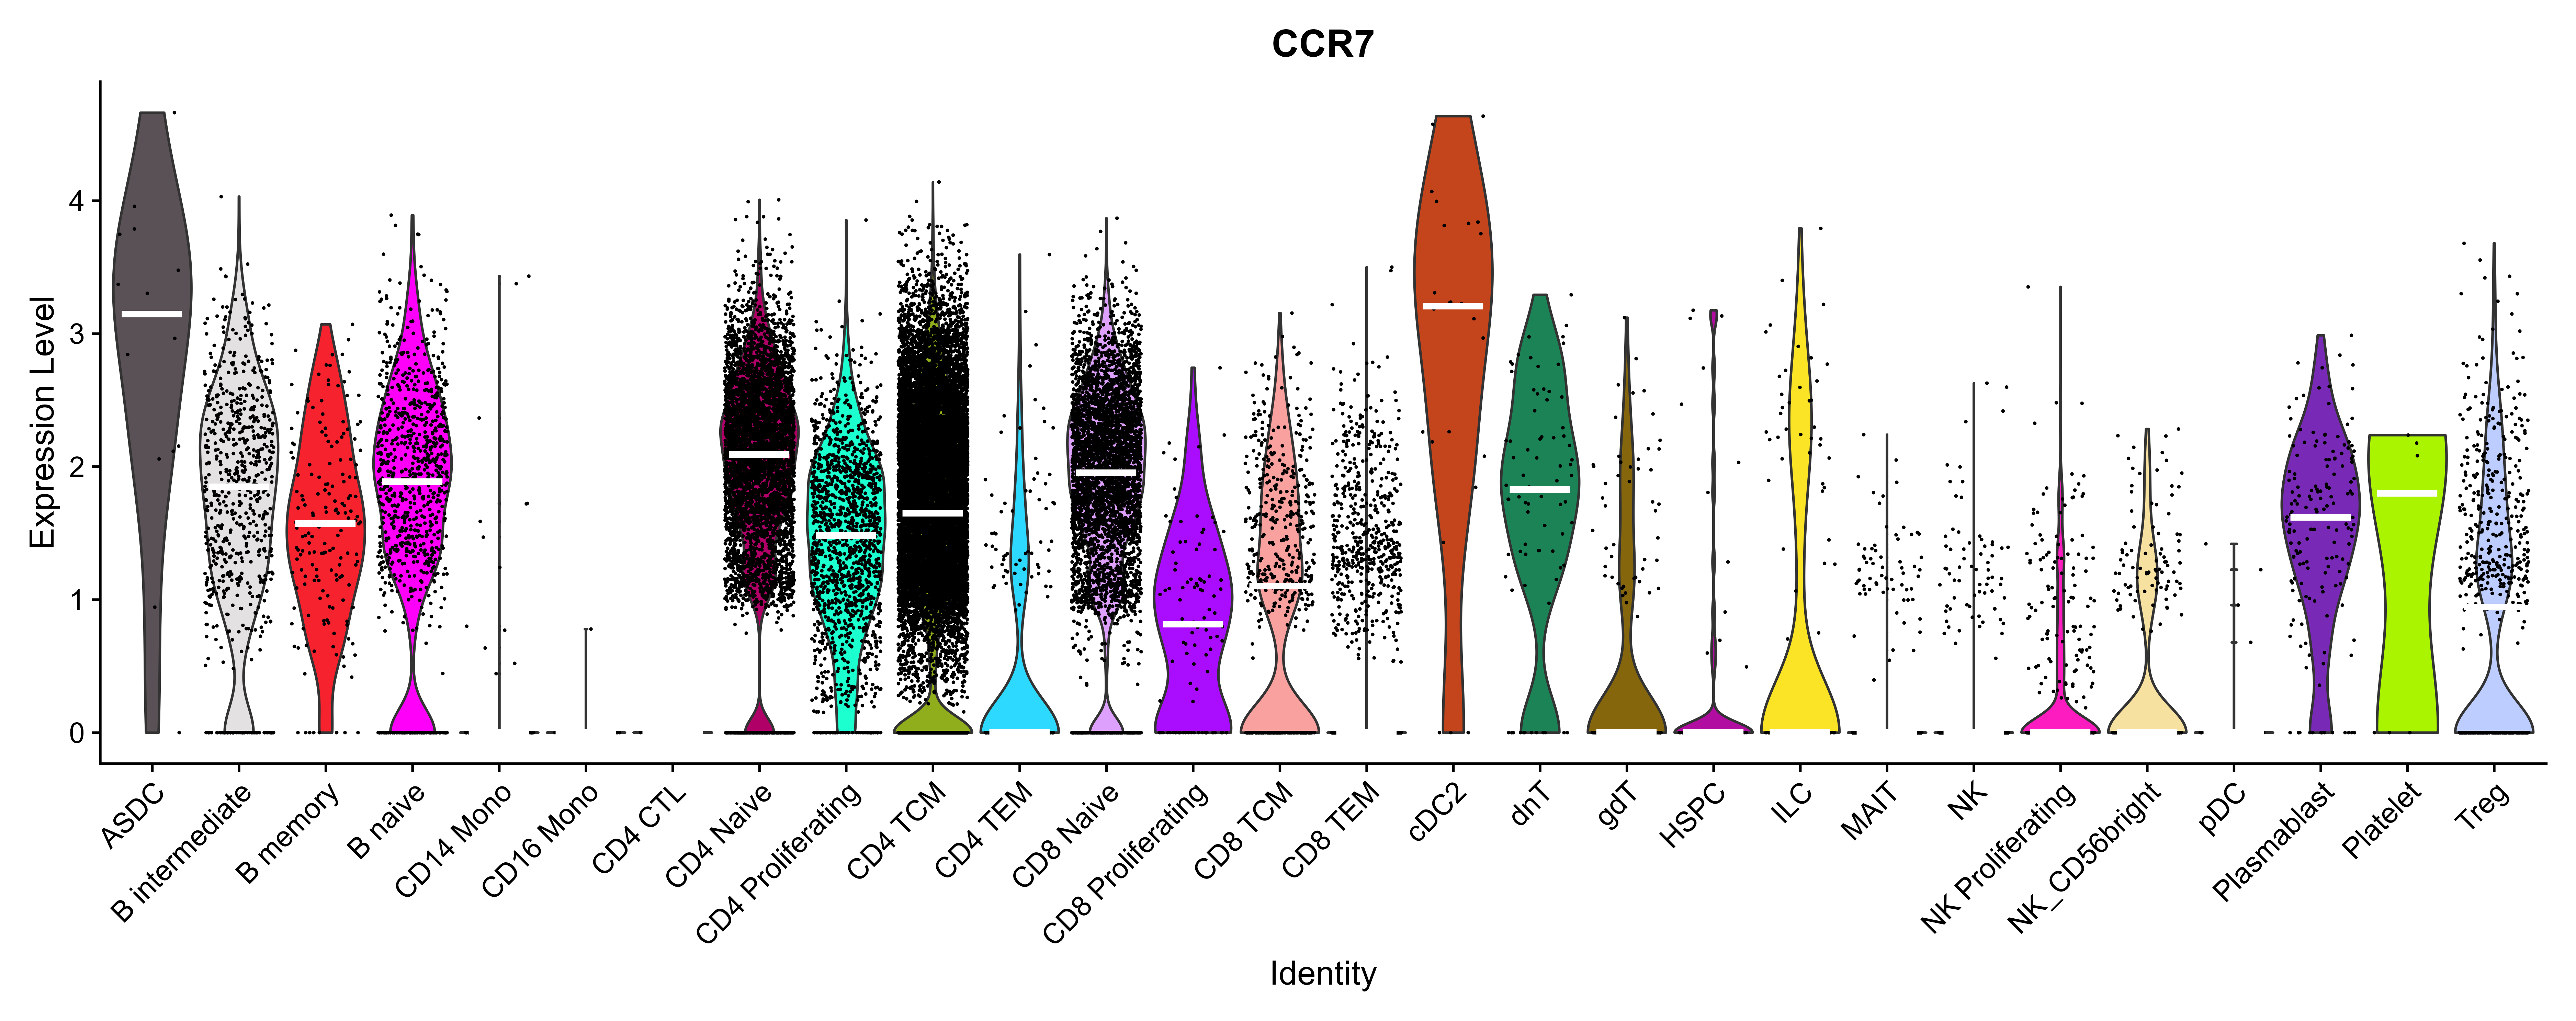 CCR7
Expression Level
4
3
2
1
0
ASDC
B intermediate
B memory
B naive
CD14 Mono
CD16 Mono
CD4 CTL
CD4 Naive
CD4 Proliferating
CD4 TCM
CD4 TEM
CD8 Naive
CD8 Proliferating
CD8 TCM
CD8 TEM
cDC2
dnT
gdT
HSPC
ILC
MAIT
NK
NK Proliferating
NK_CD56bright
pDC
Plasmablast
Platelet
Treg
Identity